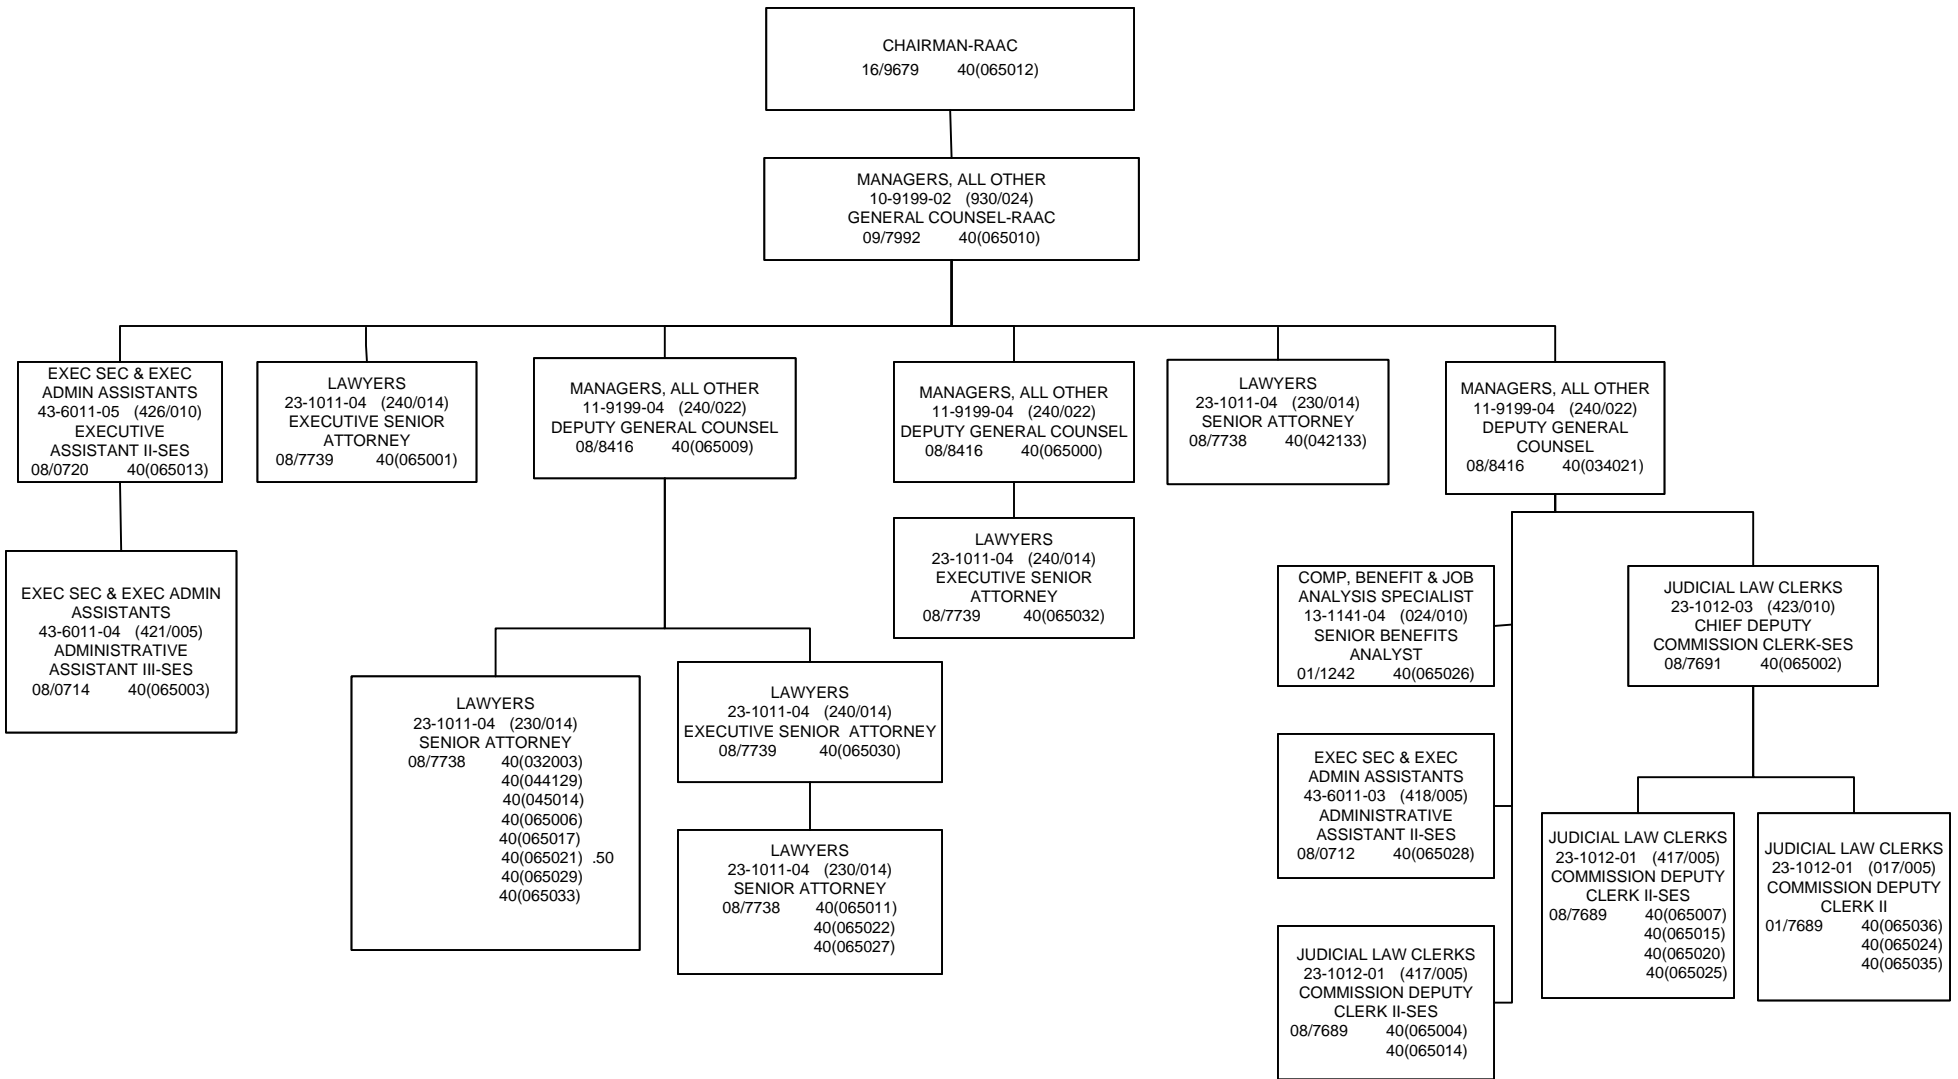 CHAIRMAN-RAAC
16/9679 40(065012)
MANAGERS, ALL OTHER
10-9199-02 (930/024)
GENERAL COUNSEL-RAAC
09/7992 40(065010)
EXEC SEC & EXEC
ADMIN ASSISTANTS
43-6011-05 (426/010)
EXECUTIVE
ASSISTANT II-SES
08/0720 40(065013)
LAWYERS
23-1011-04 (240/014)
EXECUTIVE SENIOR
ATTORNEY
08/7739 40(065001)
MANAGERS, ALL OTHER
11-9199-04 (240/022)
DEPUTY GENERAL COUNSEL
08/8416 40(065009)
MANAGERS, ALL OTHER
11-9199-04 (240/022)
DEPUTY GENERAL COUNSEL
08/8416 40(065000)
LAWYERS
23-1011-04 (230/014)
SENIOR ATTORNEY
08/7738 40(042133)
MANAGERS, ALL OTHER
11-9199-04 (240/022)
DEPUTY GENERAL
COUNSEL
08/8416 40(034021)
EXEC SEC & EXEC ADMIN
ASSISTANTS
43-6011-04 (421/005)
ADMINISTRATIVE
ASSISTANT III-SES
08/0714 40(065003)
LAWYERS
23-1011-04 (240/014)
EXECUTIVE SENIOR
ATTORNEY
08/7739 40(065032)
COMP, BENEFIT & JOB
ANALYSIS SPECIALIST
13-1141-04 (024/010)
SENIOR BENEFITS
ANALYST
01/1242 40(065026)
JUDICIAL LAW CLERKS
23-1012-03 (423/010)
CHIEF DEPUTY
COMMISSION CLERK-SES
08/7691 40(065002)
LAWYERS
23-1011-04 (230/014)
SENIOR ATTORNEY
08/7738 40(032003)
40(044129)
40(045014)
40(065006)
40(065017)
40(065021) .50
40(065029)
40(065033)
LAWYERS
23-1011-04 (240/014)
EXECUTIVE SENIOR ATTORNEY
08/7739 40(065030)
LAWYERS
23-1011-04 (230/014)
SENIOR ATTORNEY
08/7738 40(065011)
40(065022)
40(065027)
EXEC SEC & EXEC
ADMIN ASSISTANTS
43-6011-03 (418/005)
ADMINISTRATIVE
ASSISTANT II-SES
08/0712 40(065028)
JUDICIAL LAW CLERKS
23-1012-01 (417/005)
COMMISSION DEPUTY
CLERK II-SES
08/7689 40(065004)
40(065014)
JUDICIAL LAW CLERKS
23-1012-01 (417/005)
COMMISSION DEPUTY
CLERK II-SES
08/7689 40(065007)
40(065015)
40(065020)
40(065025)
JUDICIAL LAW CLERKS
23-1012-01 (017/005)
COMMISSION DEPUTY
CLERK II
01/7689 40(065036)
40(065024)
40(065035)